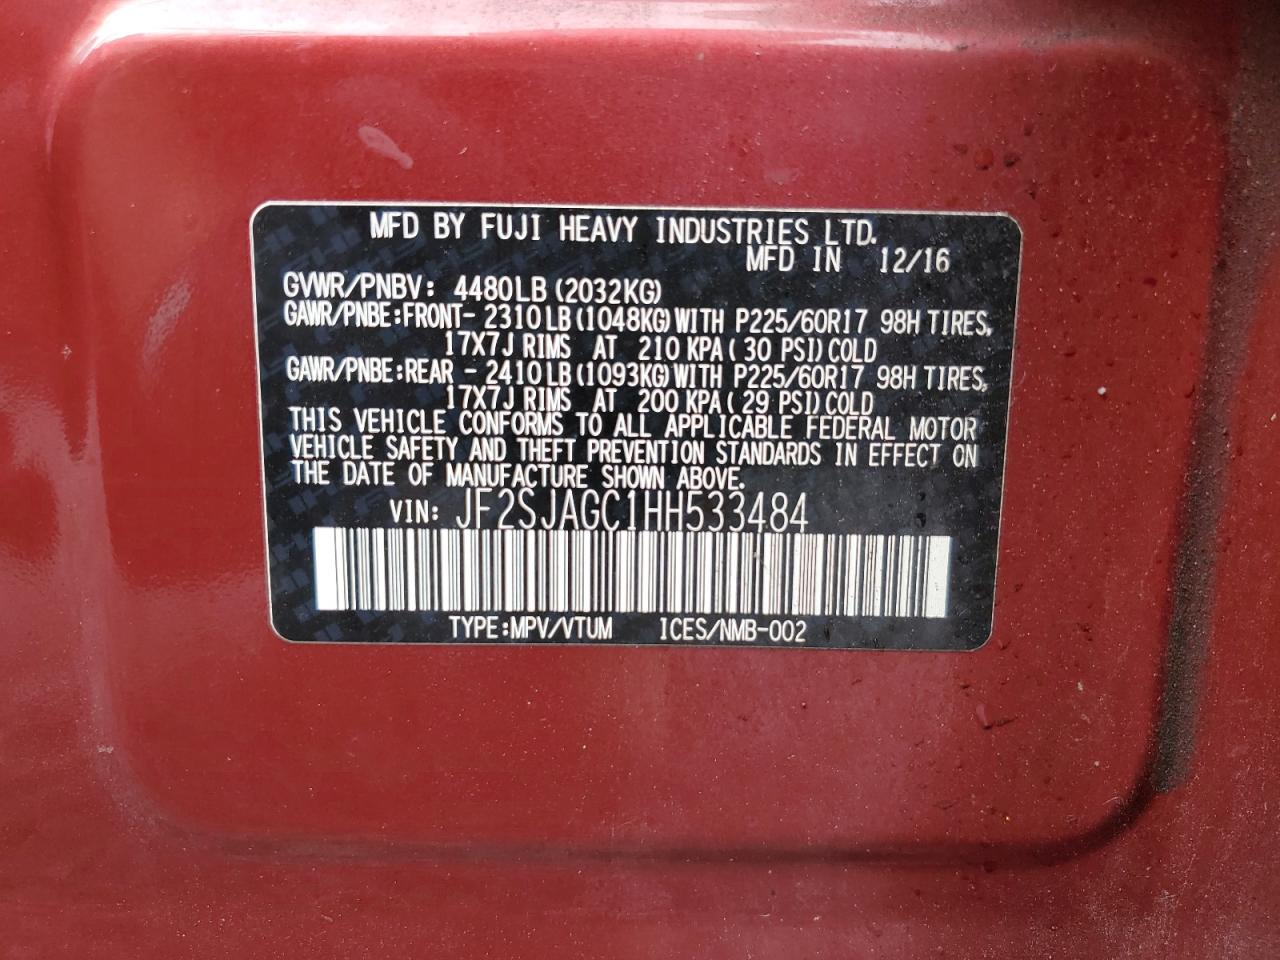 MFD BY FUJI HEAVY INDUSTRIES LTD.
MFD IN 12/16
GVWR/PNBV: 4480LB (2032KG)
GAWR/PNBE:FRONT- 2310LB (1048KG) WITH P225/60R17 98H TIRES,
17X7J RIMS AT 210 KPA ( 30 PSI) COLD
GAWR/PNBE:REAR - 2410LB (1093KG) WITH P225/60R17 98H TIRES,
17X7J RIMS AT 200 KPA ( 29 PSI) COLD
THIS VEHICLE CONFORMS TO ALL APPLICABLE FEDERAL MOTOR
VEHICLE SAFETY AND THEFT PREVENTION STANDARDS IN EFFECT ON
THE DATE OF MANUFACTURE SHOWN ABOVE.
VIN: JF2SJAGC1HH533484
TYPE:MPV/VTUM ICES/NMB-002